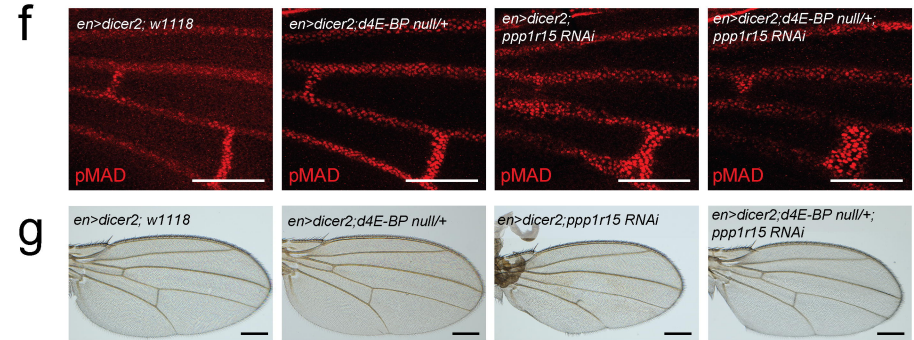 f
en>dicer2; w1118
en>dicer2;d4E-BP null/+
en>dicer2;
ppp1r15 RNAi
en>dicer2;d4E-BP null/+;
ppp1r15 RNAi
pMAD
pMAD
pMAD
pMAD
g
en>dicer2; w1118
en>dicer2;d4E-BP null/+
en>dicer2;ppp1r15 RNAi
en>dicer2;d4E-BP null/+;
ppp1r15 RNAi